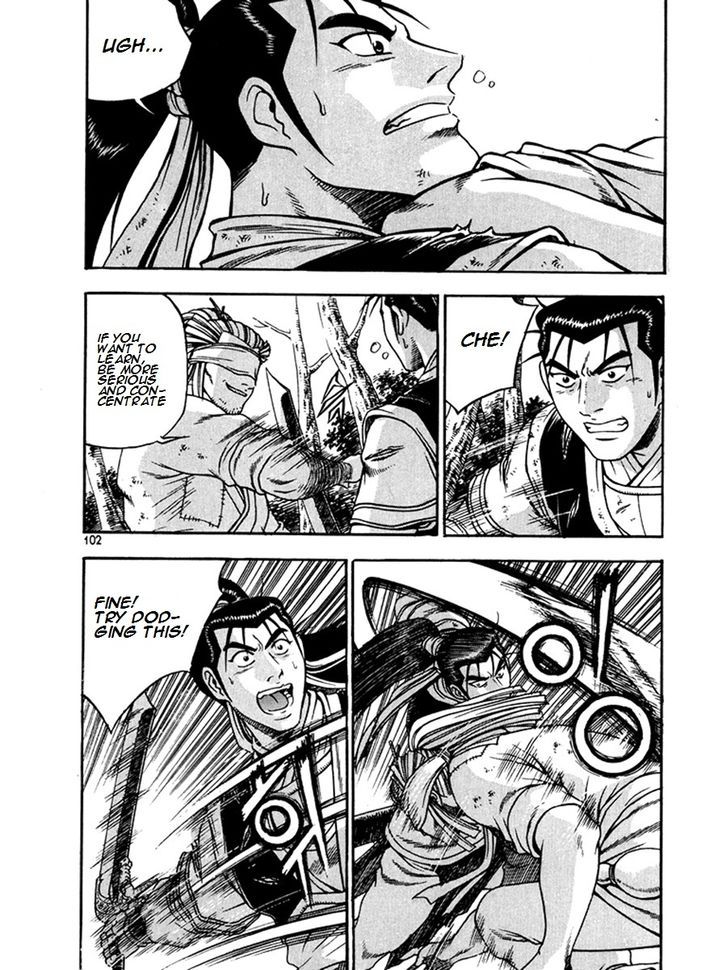 UGH...
IF YOU
WANT TO
LEARN,
BE MORE
SERIOUS
AND CON-
CENTRATE
CHE!
102
FINE!
TRY DOD-
GING THIS!